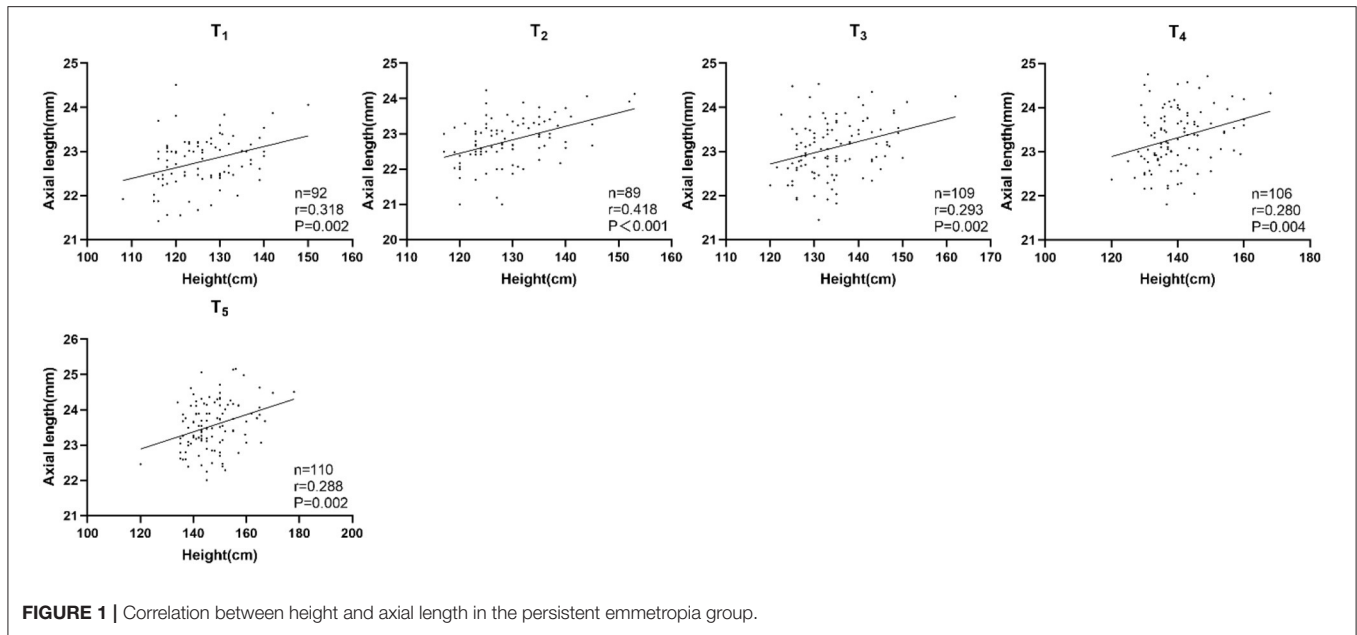 T1
25
24
23
22
21
Axial length(mm)
n=92
r=0.318
P=0.002
100 110 120 130 140 150 160
Height(cm)
T2
25
24
23
22
21
20
Axial length(mm)
n=89
r=0.418
P<0.001
110 120 130 140 150 160
Height(cm)
T3
25
24
23
22
21
Axial length(mm)
n=109
r=0.293
P=0.002
110 120 130 140 150 160 170
Height(cm)
T4
25
24
23
22
21
Axial length(mm)
n=106
r=0.280
P=0.004
100 120 140 160 180
Height(cm)
T5
26
25
24
23
22
21
Axial length(mm)
n=110
r=0.288
P=0.002
100 120 140 160 180 200
Height(cm)
FIGURE 1 | Correlation between height and axial length in the persistent emmetropia group.